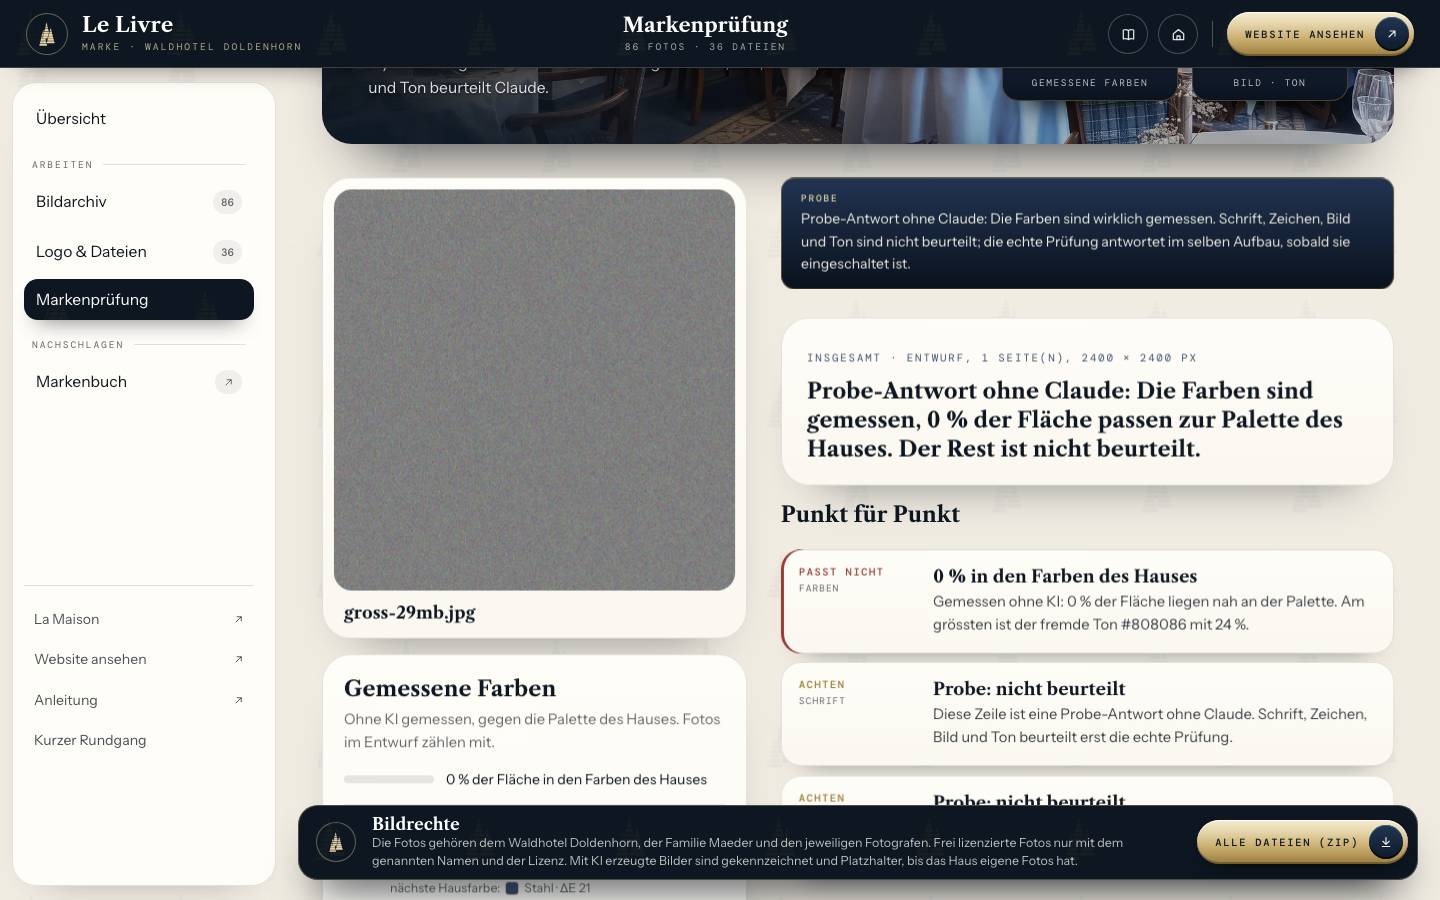 Le Livre
MARKE · WALDHOTEL DOLDENHORN
Markenprüfung
86 FOTOS · 36 DATEIEN
WEBSITE ANSEHEN
Übersicht
ARBEITEN
Bildarchiv 86
Logo & Dateien 36
Markenprüfung
NACHSCHLAGEN
Markenbuch
La Maison
Website ansehen
Anleitung
Kurzer Rundgang
und Ton beurteilt Claude.
GEMESSENE FARBEN
BILD · TON
gross-29mb.jpg
Gemessene Farben
Ohne KI gemessen, gegen die Palette des Hauses. Fotos
im Entwurf zählen mit.
0 % der Fläche in den Farben des Hauses
nächste Hausfarbe: Stahl · ΔE 21
PROBE
Probe-Antwort ohne Claude: Die Farben sind wirklich gemessen. Schrift, Zeichen, Bild
und Ton sind nicht beurteilt; die echte Prüfung antwortet im selben Aufbau, sobald sie
eingeschaltet ist.
INSGESAMT · ENTWURF, 1 SEITE(N), 2400 × 2400 PX
Probe-Antwort ohne Claude: Die Farben sind
gemessen, 0 % der Fläche passen zur Palette des
Hauses. Der Rest ist nicht beurteilt.
Punkt für Punkt
PASST NICHT
FARBEN
0 % in den Farben des Hauses
Gemessen ohne KI: 0 % der Fläche liegen nah an der Palette. Am
grössten ist der fremde Ton #808086 mit 24 %.
ACHTEN
SCHRIFT
Probe: nicht beurteilt
Diese Zeile ist eine Probe-Antwort ohne Claude. Schrift, Zeichen,
Bild und Ton beurteilt erst die echte Prüfung.
ACHTEN
Probe: nicht beurteilt
Bildrechte
Die Fotos gehören dem Waldhotel Doldenhorn, der Familie Maeder und den jeweiligen Fotografen. Frei lizenzierte Fotos nur mit dem
genannten Namen und der Lizenz. Mit KI erzeugte Bilder sind gekennzeichnet und Platzhalter, bis das Haus eigene Fotos hat.
ALLE DATEIEN (ZIP)